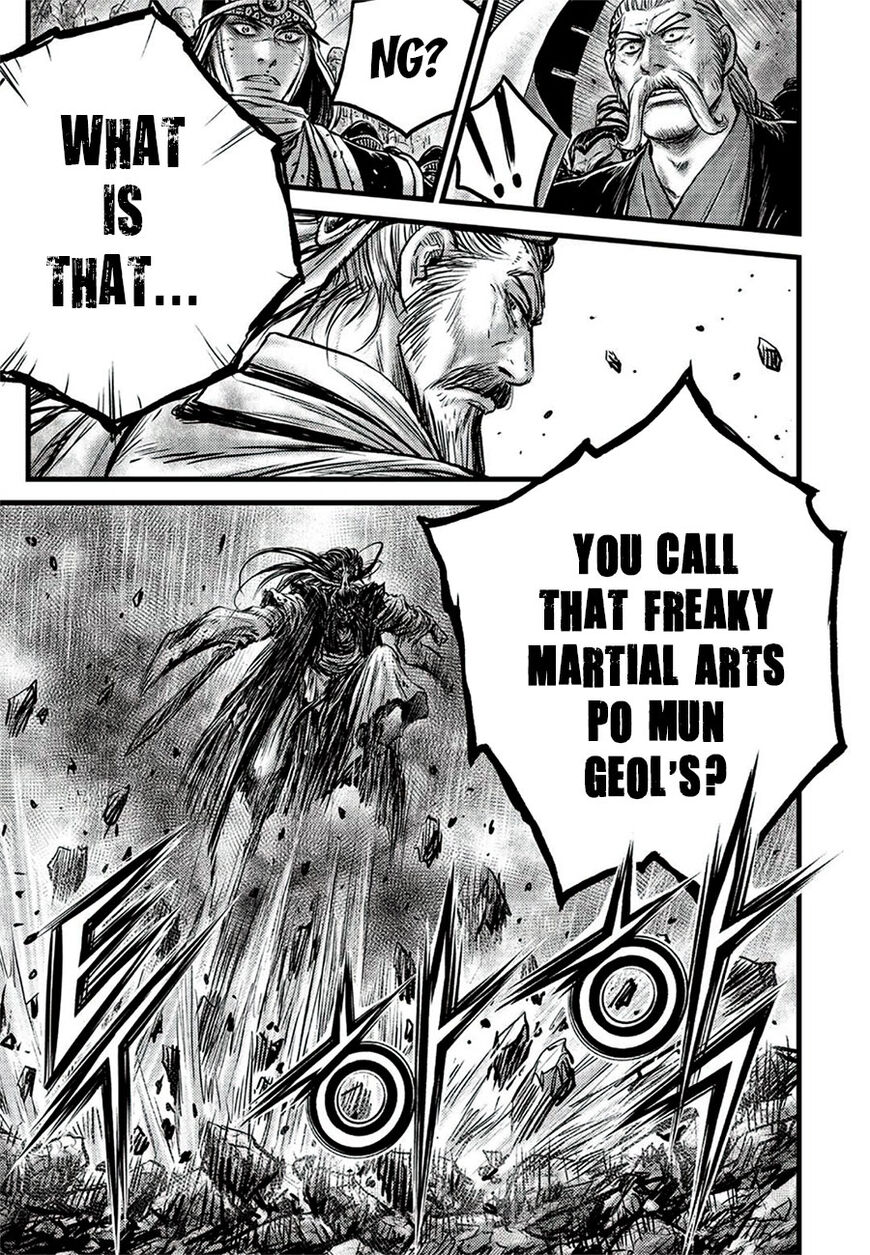 NG?
!!
WHAT
IS
THAT...
YOU CALL
THAT FREAKY
MARTIAL ARTS
PO MUN
GEOL'S?